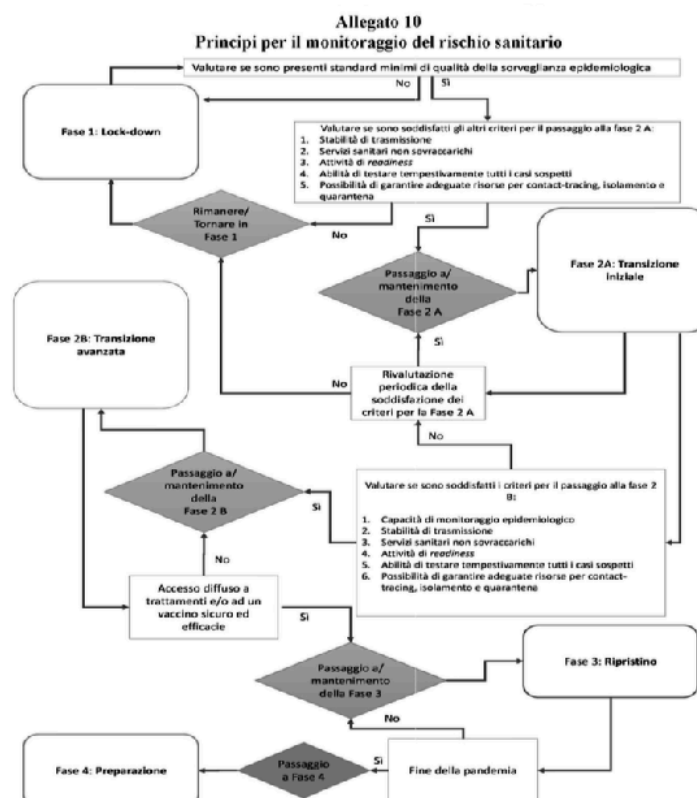 Allegato 10
Principi per il monitoraggio del rischio sanitario
Valutare se sono presenti standard minimi di qualità della sorveglianza epidemiologica
No
Sì
Fase 1: Lock-down
Valutare se sono soddisfatti gli altri criteri per il passaggio alla fase 2 A:
1. Stabilità di trasmissione
2. Servizi sanitari non sovraccarichi
3. Attività di readiness
4. Abilità di testare tempestivamente tutti i casi sospetti
5. Possibilità di garantire adeguate risorse per contact-tracing, isolamento e
quarantena
Rimanere/
Tornare in
Fase 1
No
Sì
Passaggio a/
mantenimento
della
Fase 2 A
Fase 2A: Transizione
iniziale
Fase 2B: Transizione
avanzata
Sì
No
Rivalutazione
periodica della
soddisfazione dei
criteri per la Fase 2 A
No
Passaggio a/
mantenimento
della
Fase 2 B
Sì
Valutare se sono soddisfatti i criteri per il passaggio alla fase 2
B:
1. Capacità di monitoraggio epidemiologico
2. Stabilità di trasmissione
3. Servizi sanitari non sovraccarichi
4. Attività di readiness
5. Abilità di testare tempestivamente tutti i casi sospetti
6. Possibilità di garantire adeguate risorse per contact-
tracing, isolamento e quarantena
No
Accesso diffuso a
trattamenti e/o ad un
vaccino sicuro ed
efficacie
Sì
Passaggio a/
mantenimento
della Fase 3
Fase 3: Ripristino
No
Fase 4: Preparazione
Passaggio
a Fase 4
Sì
Fine della pandemia